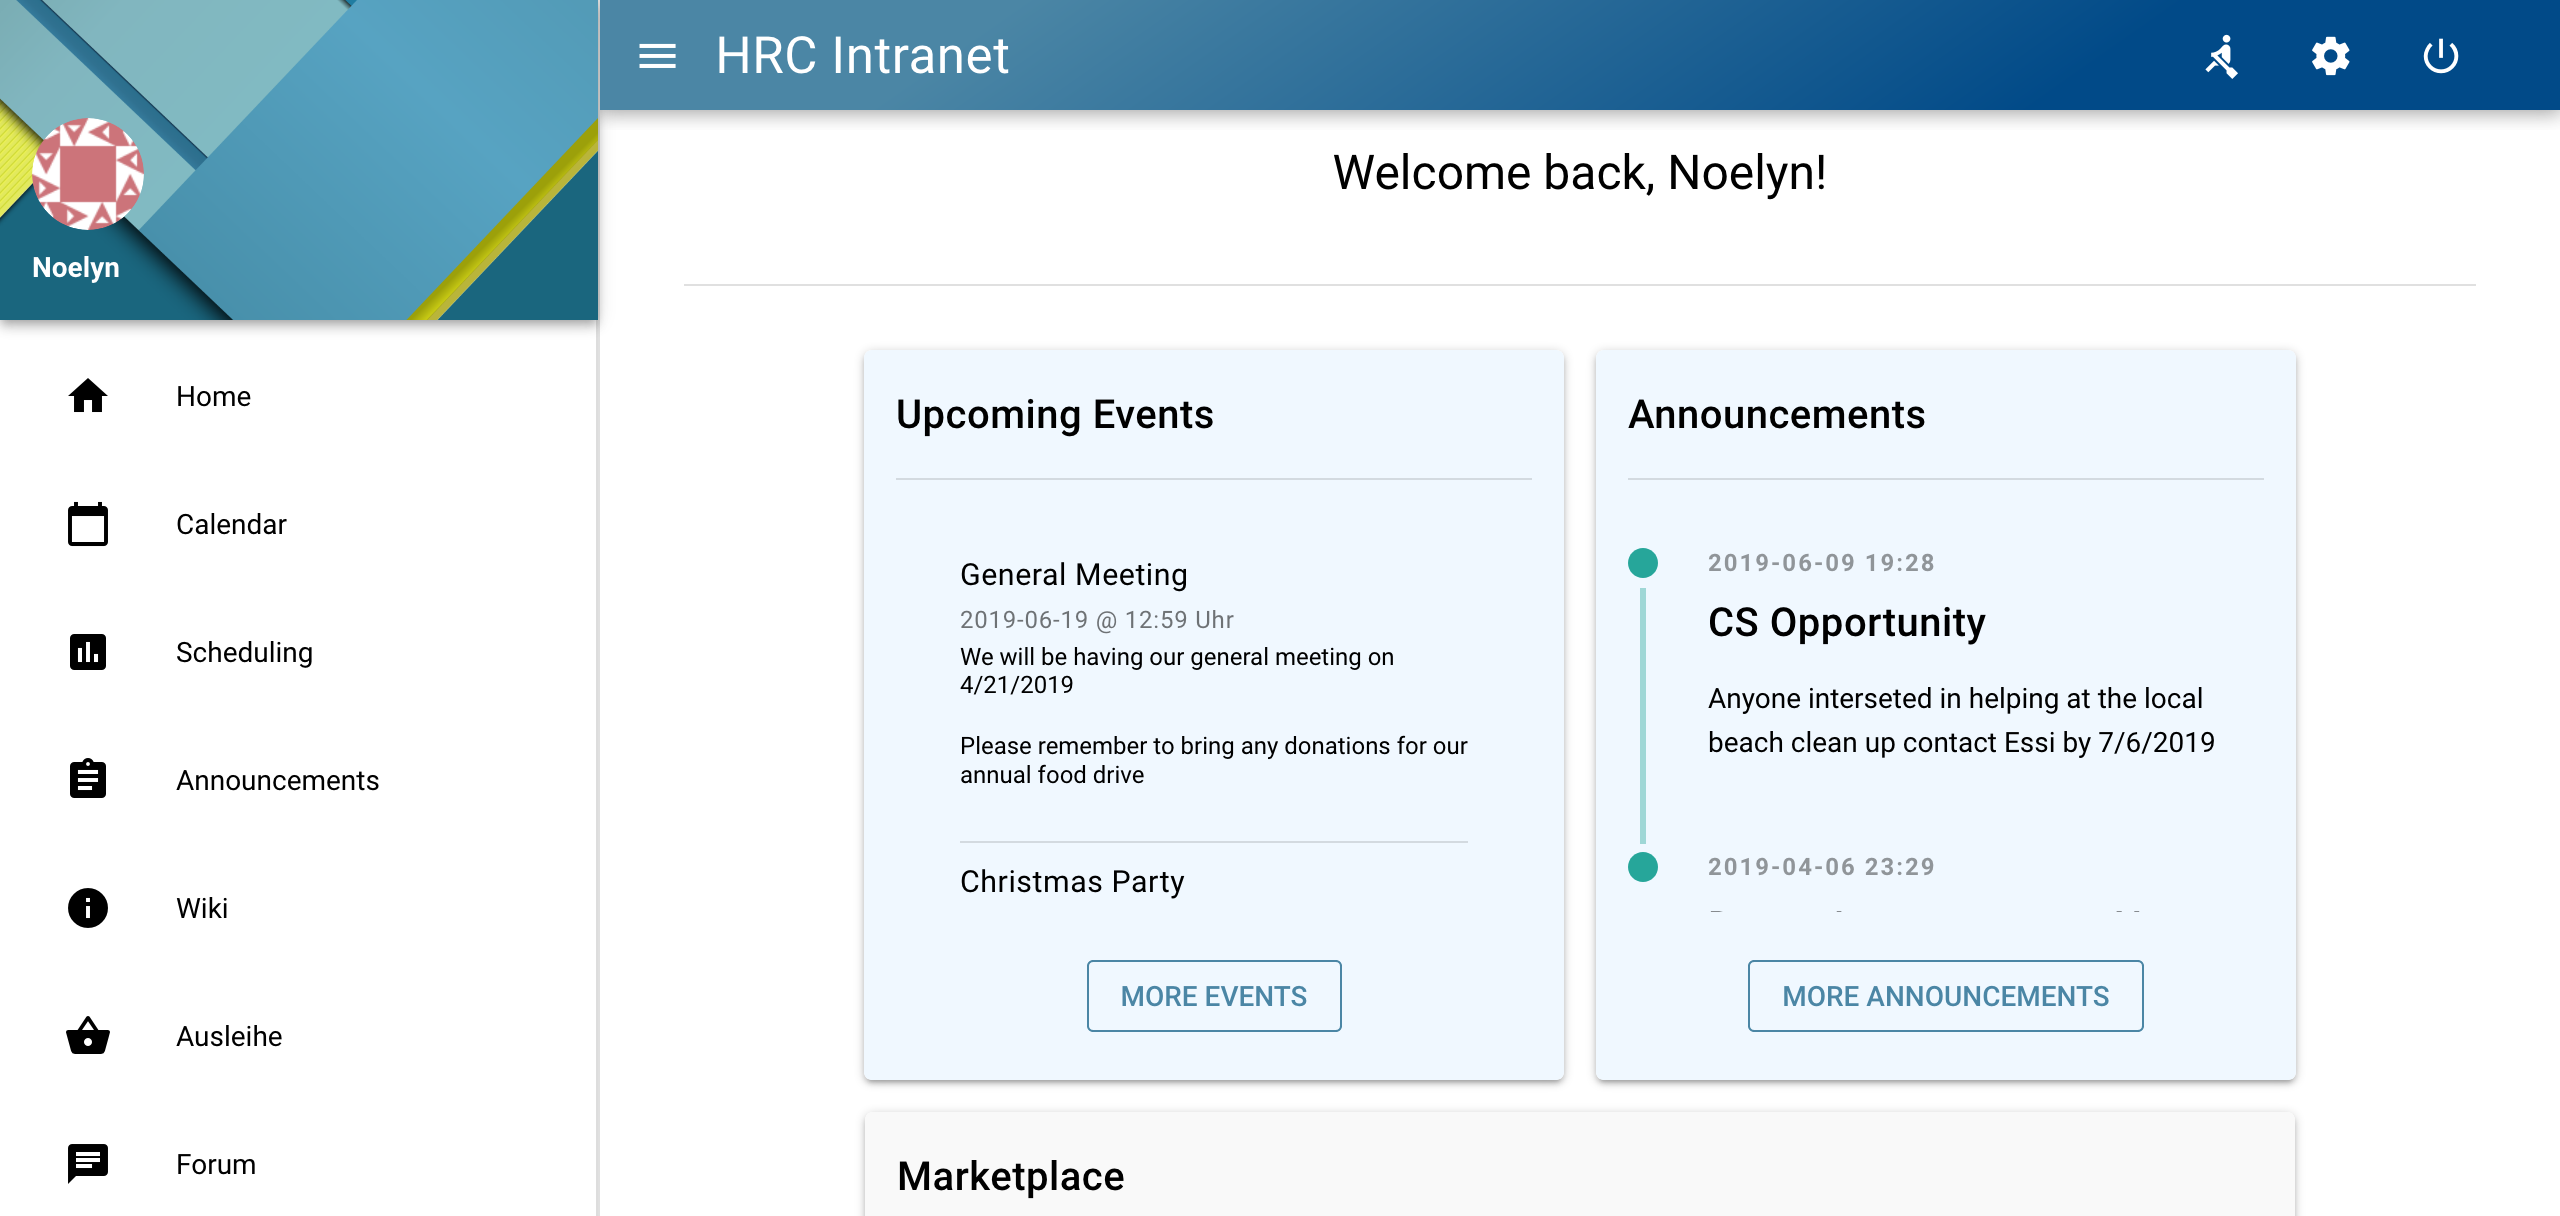 HRC Intranet
Noelyn
Home
Calendar
Scheduling
Announcements
Wiki
Ausleihe
Forum
Welcome back, Noelyn!
Upcoming Events
General Meeting
2019-06-19 @ 12:59 Uhr
We will be having our general meeting on
4/21/2019
Please remember to bring any donations for our
annual food drive
Christmas Party
MORE EVENTS
Announcements
2019-06-09 19:28
CS Opportunity
Anyone interseted in helping at the local
beach clean up contact Essi by 7/6/2019
2019-04-06 23:29
MORE ANNOUNCEMENTS
Marketplace